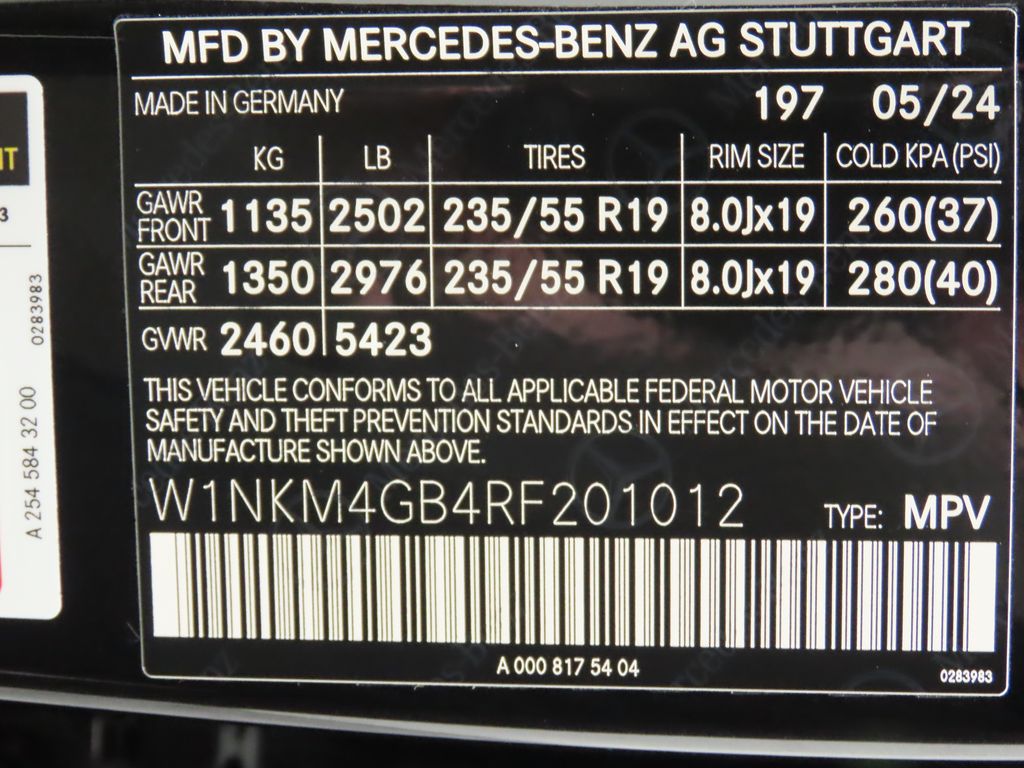 MFD BY MERCEDES-BENZ AG STUTTGART
MADE IN GERMANY 197 05/24
KG LB TIRES RIM SIZE COLD KPA (PSI)
GAWR FRONT 1135 2502 235/55 R19 8.0Jx19 260(37)
GAWR REAR 1350 2976 235/55 R19 8.0Jx19 280(40)
GVWR 2460 5423
THIS VEHICLE CONFORMS TO ALL APPLICABLE FEDERAL MOTOR VEHICLE
SAFETY AND THEFT PREVENTION STANDARDS IN EFFECT ON THE DATE OF
MANUFACTURE SHOWN ABOVE.
W1NKM4GB4RF201012 TYPE: MPV
A 000 817 54 04
0283983
0283983
A 254 584 32 00